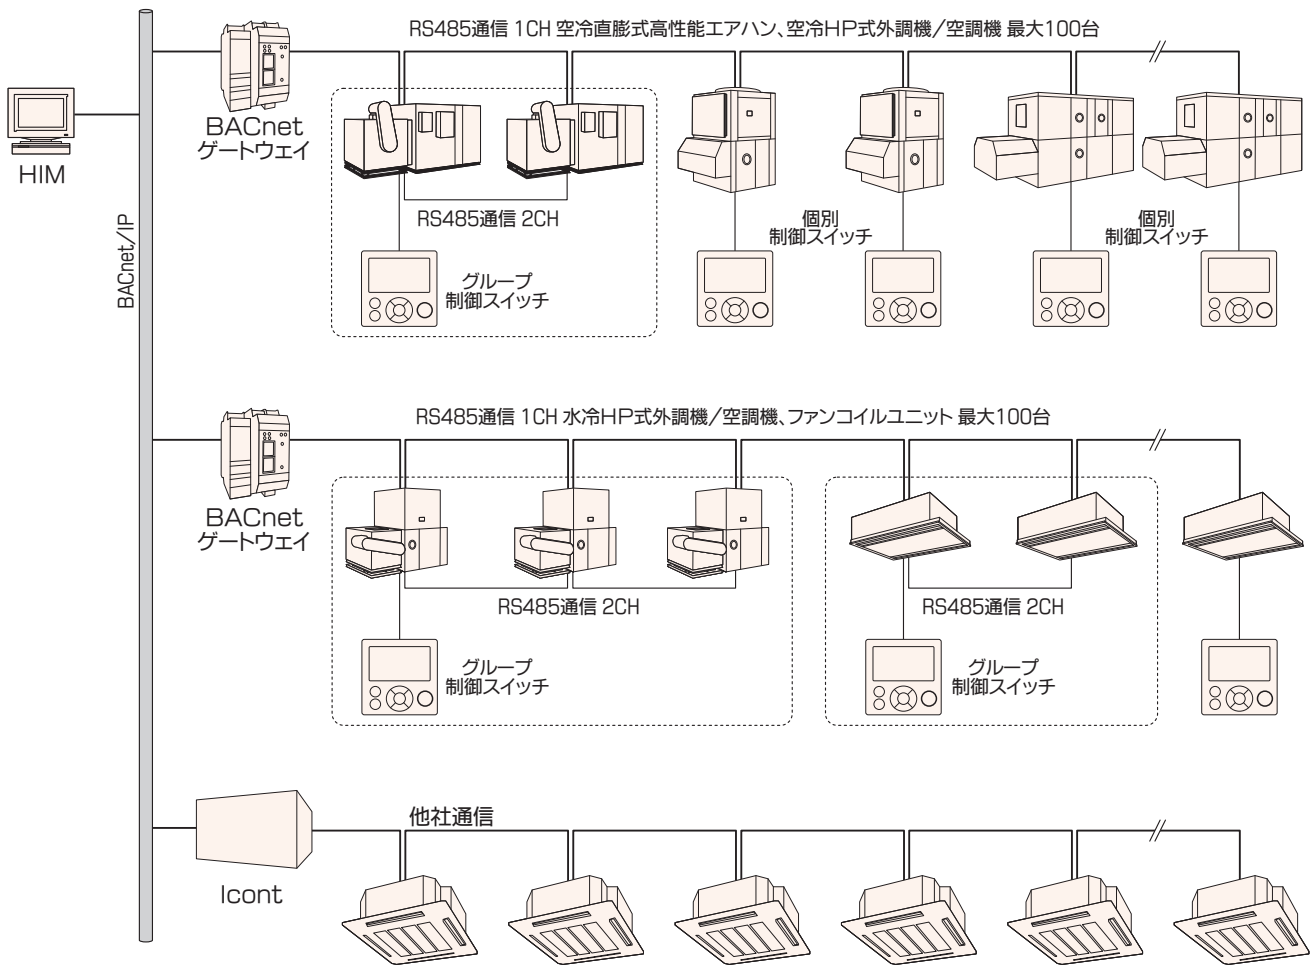 RS485通信 1CH 空冷直膨式高性能エアハン、空冷HP式外調機/空調機 最大100台
BACnet
ゲートウェイ
HIM
BACnet/IP
RS485通信 2CH
グループ
制御スイッチ
個別
制御スイッチ
個別
制御スイッチ
RS485通信 1CH 水冷HP式外調機/空調機、ファンコイルユニット 最大100台
BACnet
ゲートウェイ
RS485通信 2CH
グループ
制御スイッチ
RS485通信 2CH
グループ
制御スイッチ
他社通信
Icont